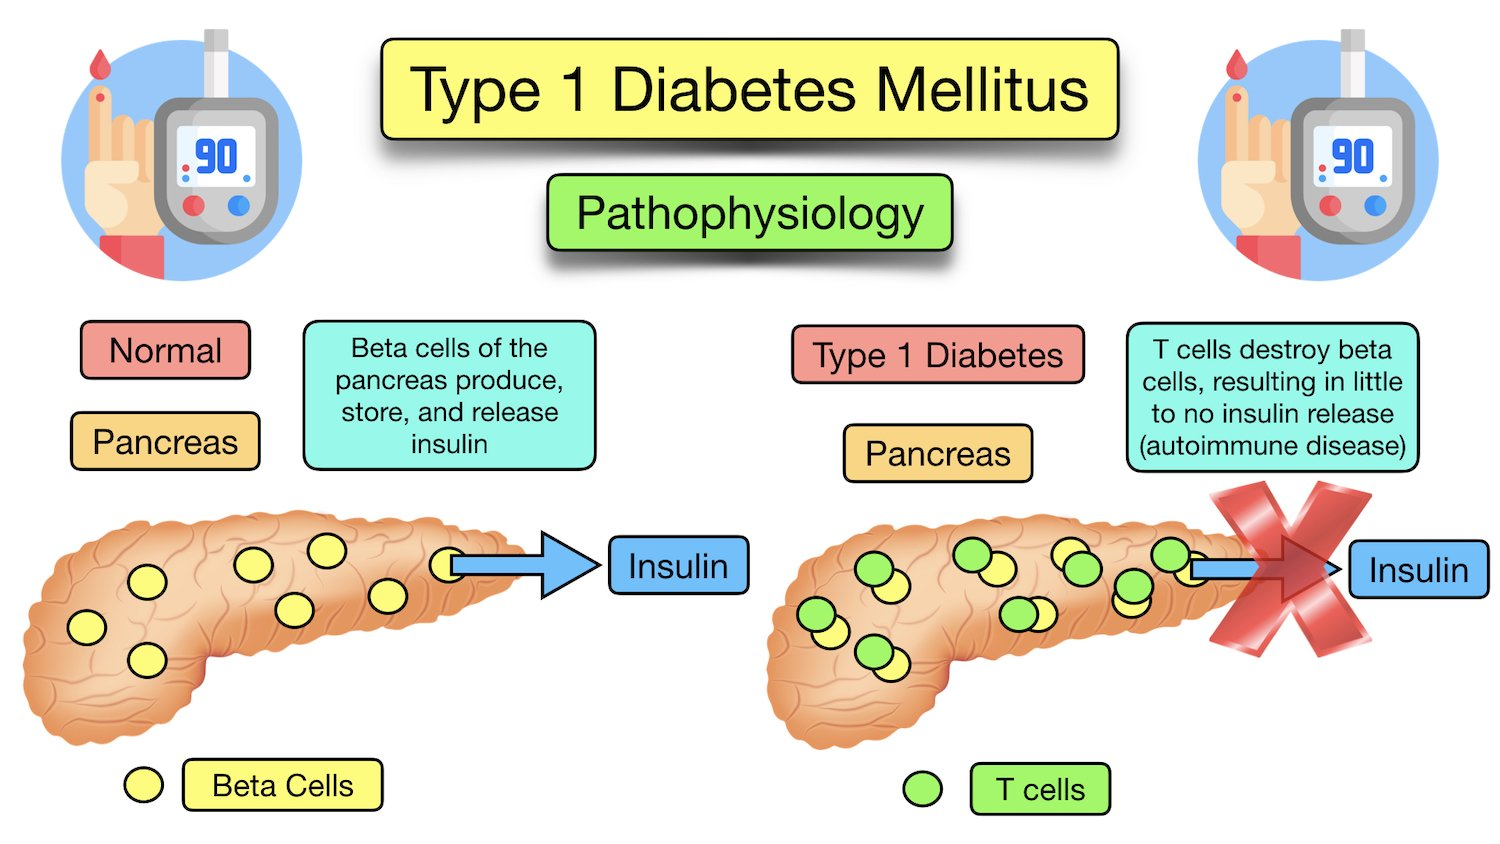 Type 1 Diabetes Mellitus
Pathophysiology
90
90
Normal
Pancreas
Beta cells of the
pancreas produce,
store, and release
insulin
Insulin
Beta Cells
Type 1 Diabetes
Pancreas
T cells destroy beta
cells, resulting in little
to no insulin release
(autoimmune disease)
Insulin
T cells